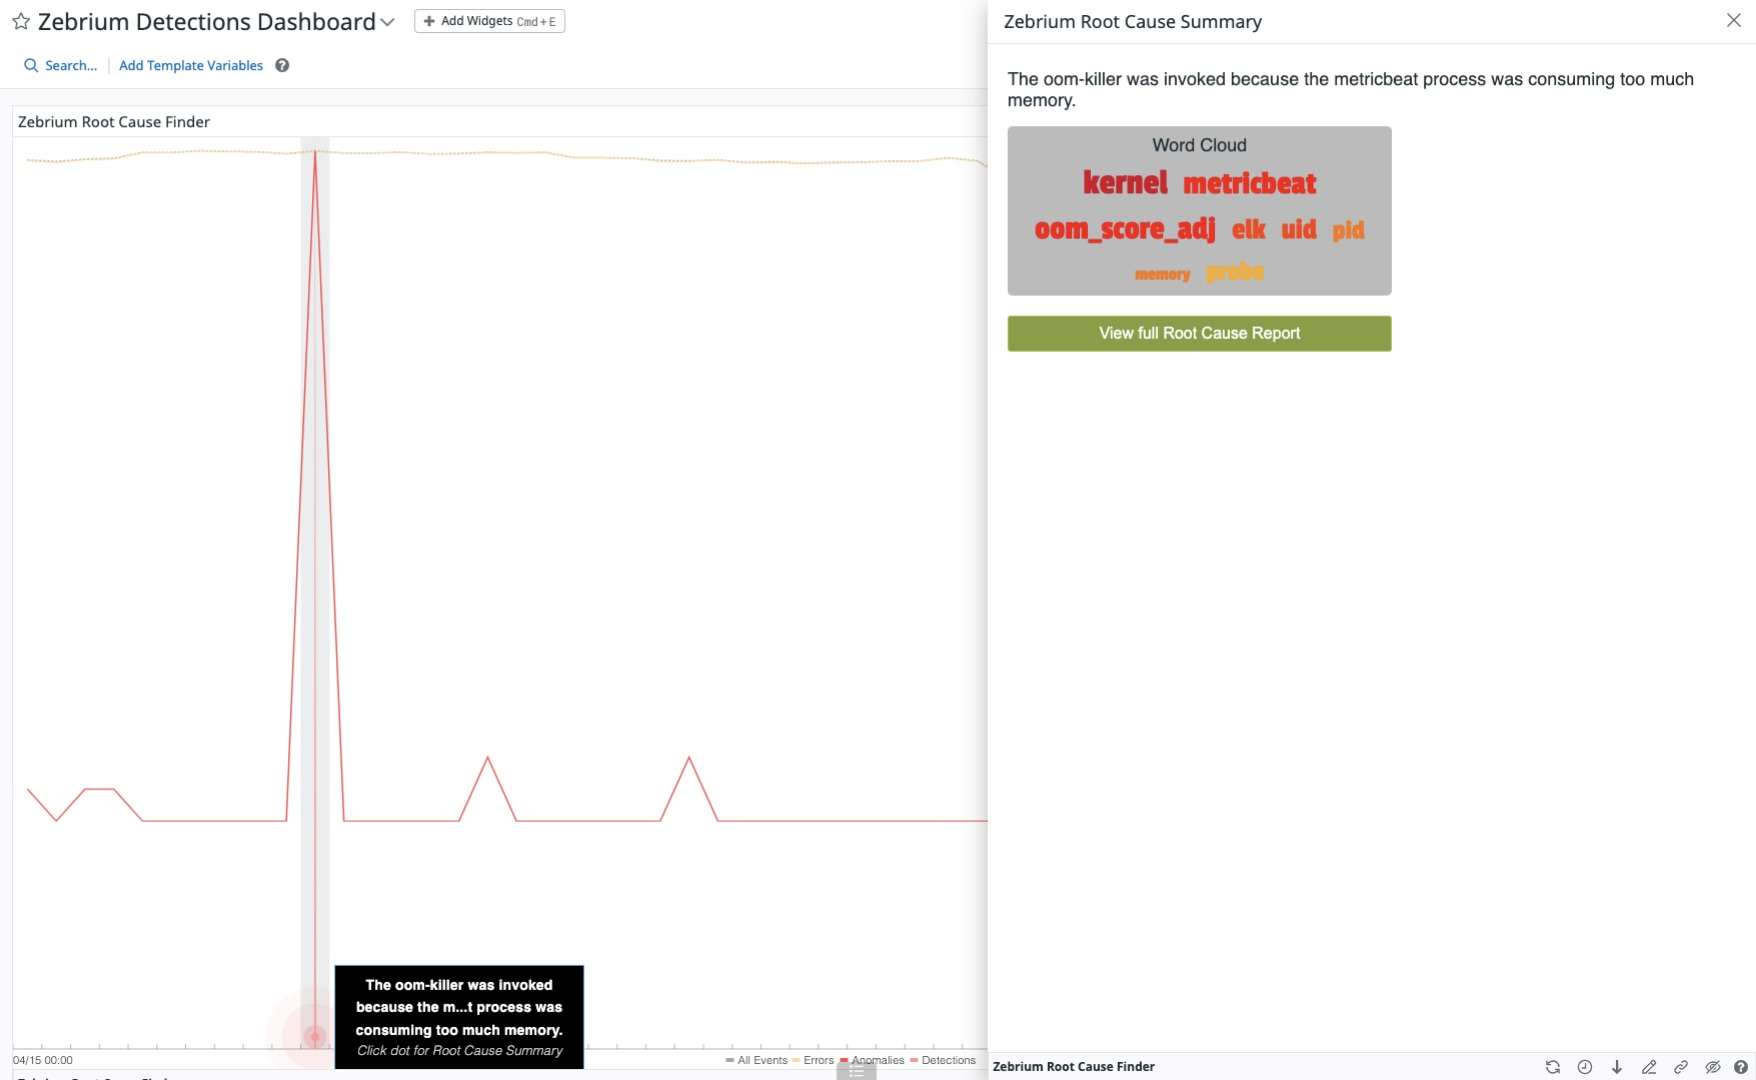 Zebrium Detections Dashboard
Add Widgets Cmd+E
Search...
Add Template Variables
Zebrium Root Cause Finder
The oom-killer was invoked
because the m...t process was
consuming too much memory.
Click dot for Root Cause Summary
04/15 00:00
All Events Errors Anomalies Detections
Zebrium Root Cause Summary
The oom-killer was invoked because the metricbeat process was consuming too much
memory.
Word Cloud
kernel metricbeat
oom_score_adj elk uid pid
memory probe
View full Root Cause Report
Zebrium Root Cause Finder